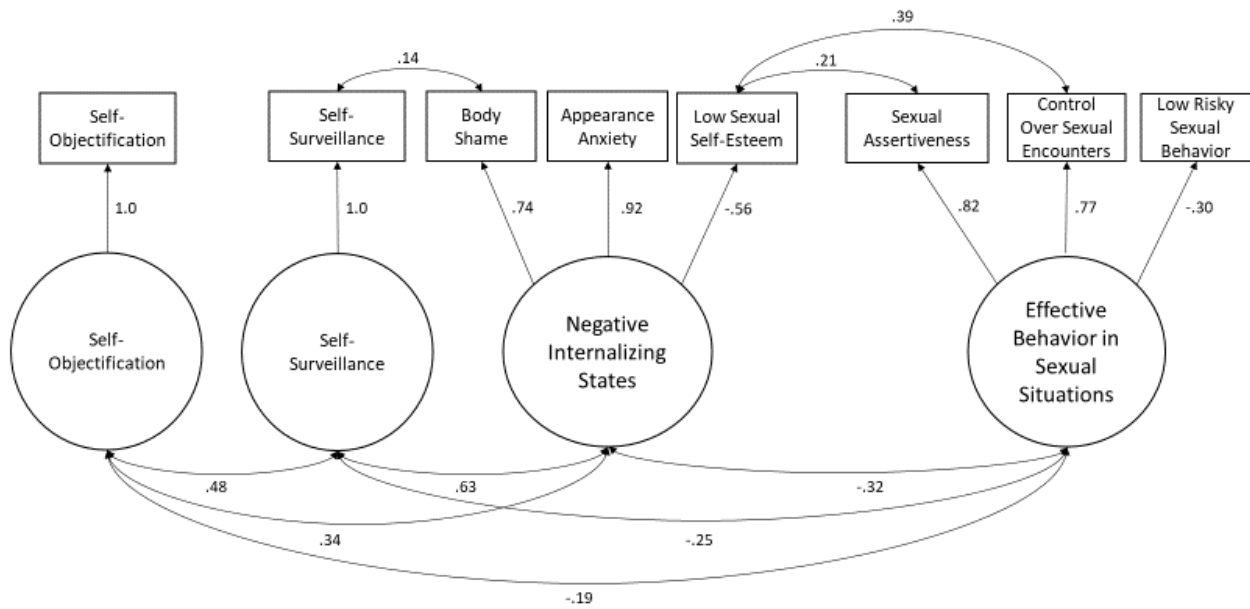 .39
.14
.21
Self-
Objectification
Self-
Surveillance
Body
Shame
Appearance
Anxiety
Low Sexual
Self-Esteem
Sexual
Assertiveness
Control
Over Sexual
Encounters
Low Risky
Sexual
Behavior
1.0
1.0
.74
.92
-.56
.82
.77
-.30
Self-
Objectification
Self-
Surveillance
Negative
Internalizing
States
Effective
Behavior in
Sexual
Situations
.48
.63
-.32
.34
-.25
-.19